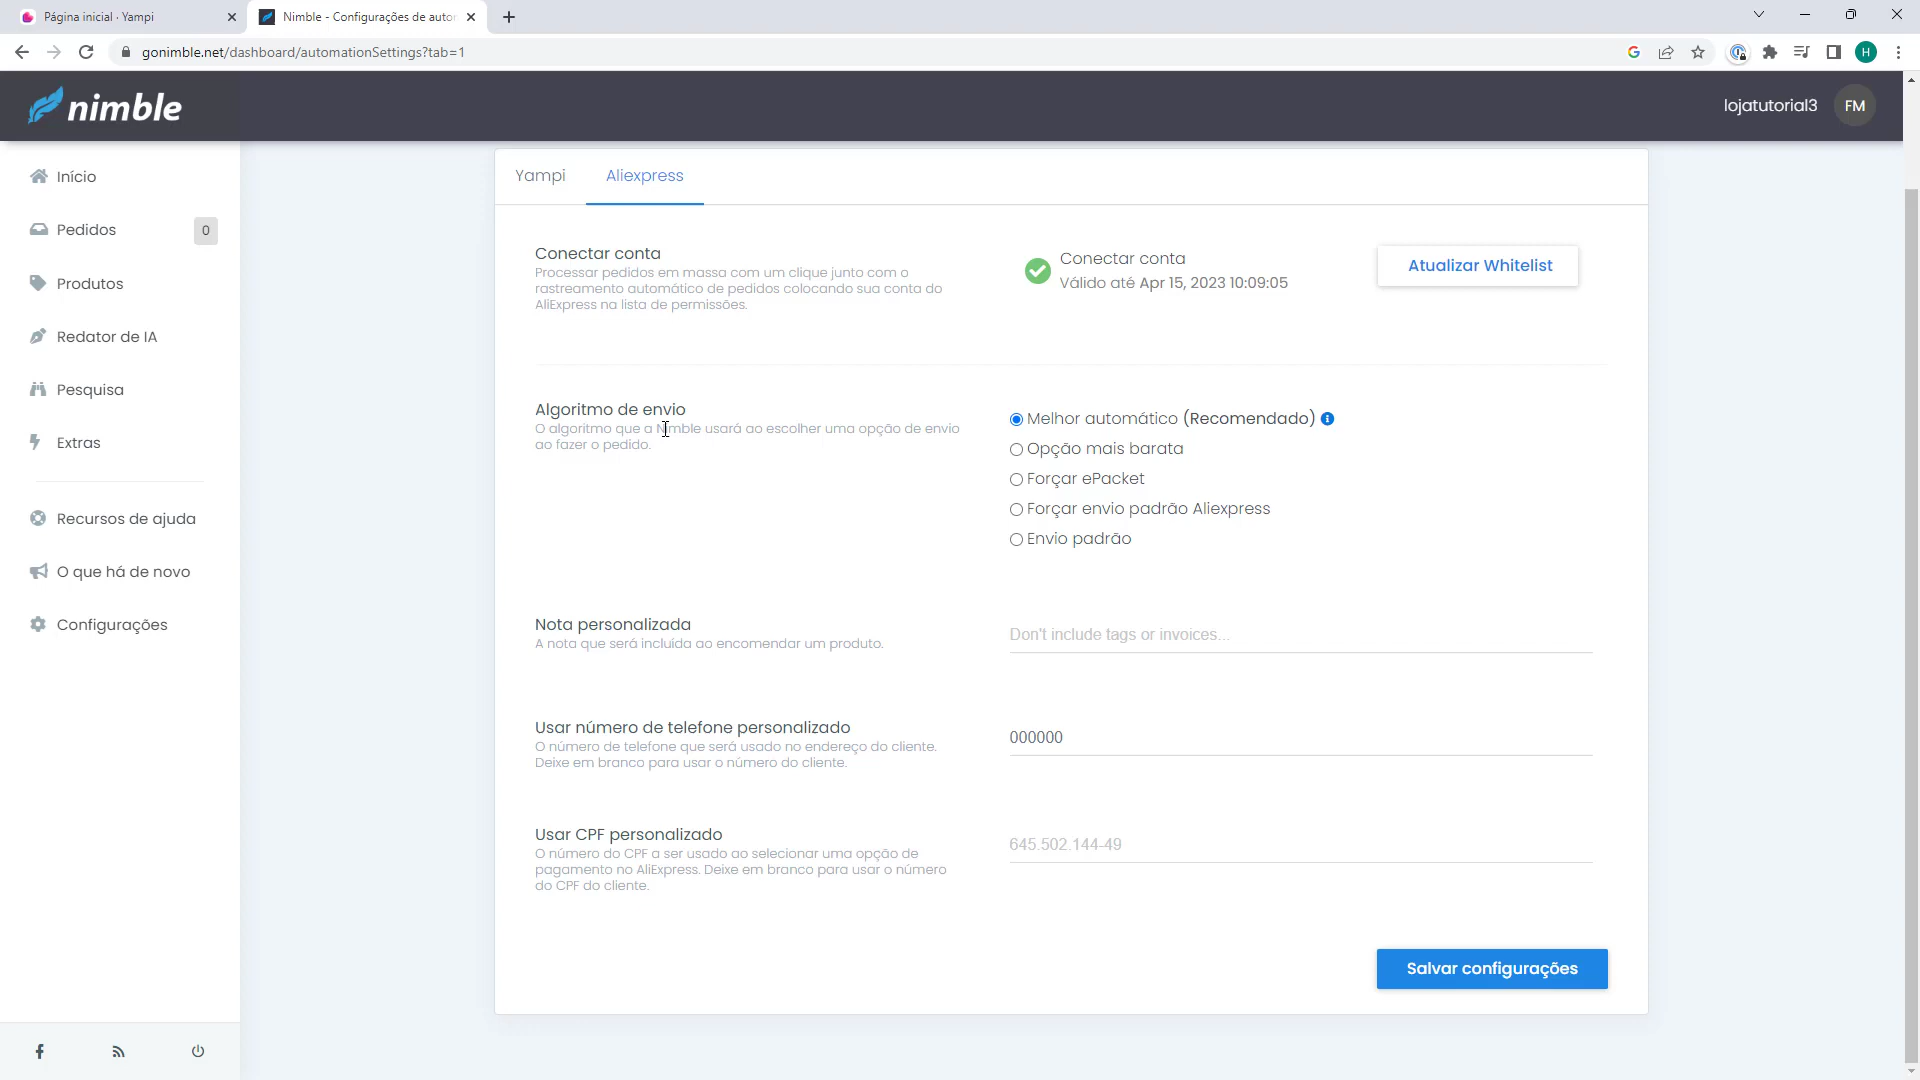 Página inicial · Yampi
Nimble - Configurações de auto
gonimble.net/dashboard/automationSettings?tab=1
H
nimble
lojatutorial3
FM
Início
Pedidos
0
Produtos
Redator de IA
Pesquisa
Extras
Recursos de ajuda
O que há de novo
Configurações
Yampi
Aliexpress
Conectar conta
Processar pedidos em massa com um clique junto com o
rastreamento automático de pedidos colocando sua conta do
AliExpress na lista de permissões.
Conectar conta
Válido até Apr 15, 2023 10:09:05
Atualizar Whitelist
Algoritmo de envio
O algoritmo que a Nimble usará ao escolher uma opção de envio
ao fazer o pedido.
Melhor automático (Recomendado)
Opção mais barata
Forçar ePacket
Forçar envio padrão Aliexpress
Envio padrão
Nota personalizada
A nota que será incluida ao encomendar um produto.
Don't include tags or invoices...
Usar número de telefone personalizado
O número de telefone que será usado no endereço do cliente.
Deixe em branco para usar o número do cliente.
000000
Usar CPF personalizado
O número do CPF a ser usado ao selecionar uma opção de
pagamento no AliExpress. Deixe em branco para usar o número
do CPF do cliente.
645.502.144-49
Salvar configurações